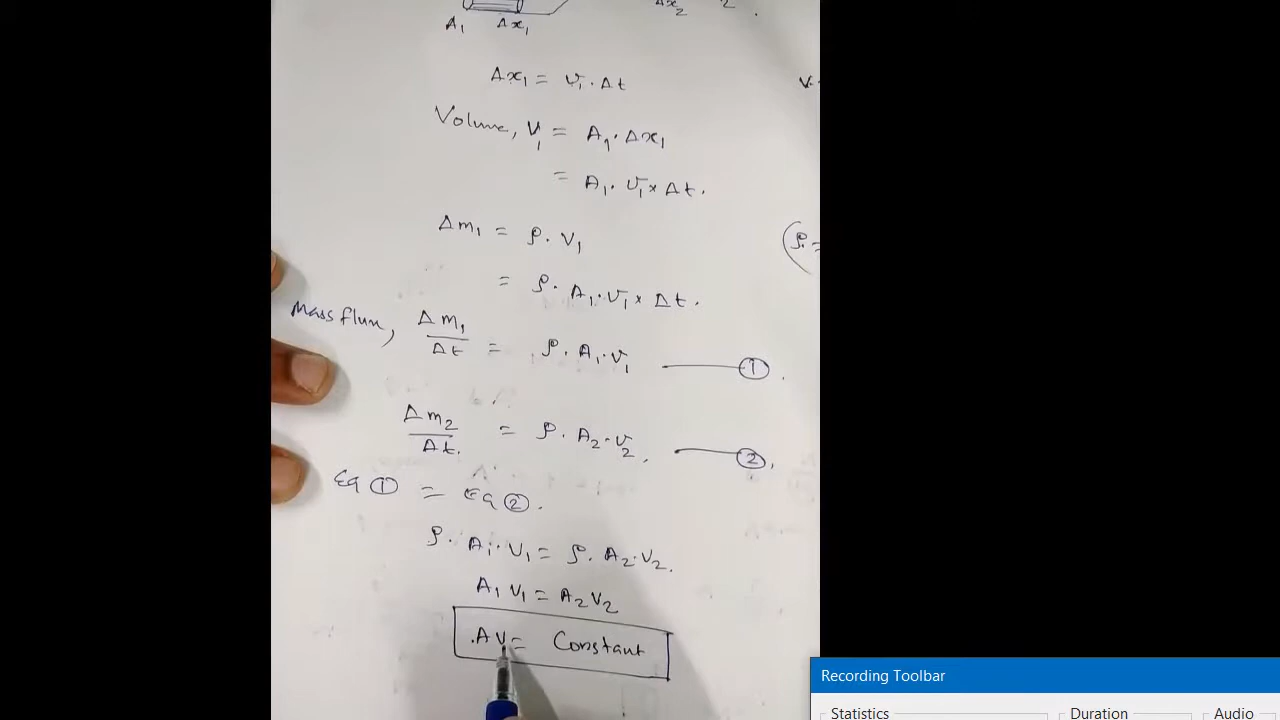 A₁ Δx₁
Δx₂ 2
Δx₁ = v₁. Δt
V.
Volume, V₁ = A₁. Δx₁
= A₁. v₁ × Δt.
Δm₁ = ρ. V₁
(ρ. =
= ρ. A₁. v₁ × Δt.
Mass flux, Δm₁/Δt = ρ. A₁. v₁ ——— ①.
Δm₂/Δt. = ρ. A₂. v₂. ——— ②,
Eq ① = Eq ②.
ρ. A₁. V₁ = ρ. A₂. V₂.
A₁ V₁ = A₂ V₂
.AV = Constant
Recording Toolbar
Statistics Duration Audio